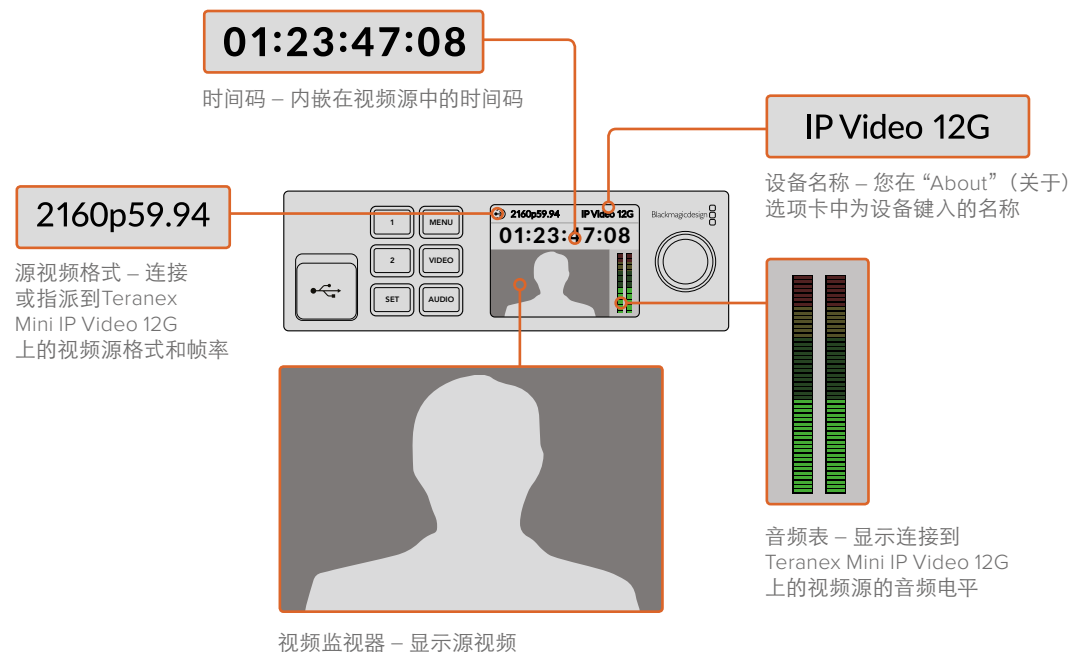 01:23:47:08
时间码 – 内嵌在视频源中的时间码
IP Video 12G
设备名称 – 您在 “About”（关于）
选项卡中为设备键入的名称
2160p59.94
源视频格式 – 连接
或指派到Teranex
Mini IP Video 12G
上的视频源格式和帧率
1
MENU
2
VIDEO
SET
AUDIO
2160p59.94
IP Video 12G
01:23:47:08
Blackmagicdesign
音频表 – 显示连接到
Teranex Mini IP Video 12G
上的视频源的音频电平
视频监视器 – 显示源视频